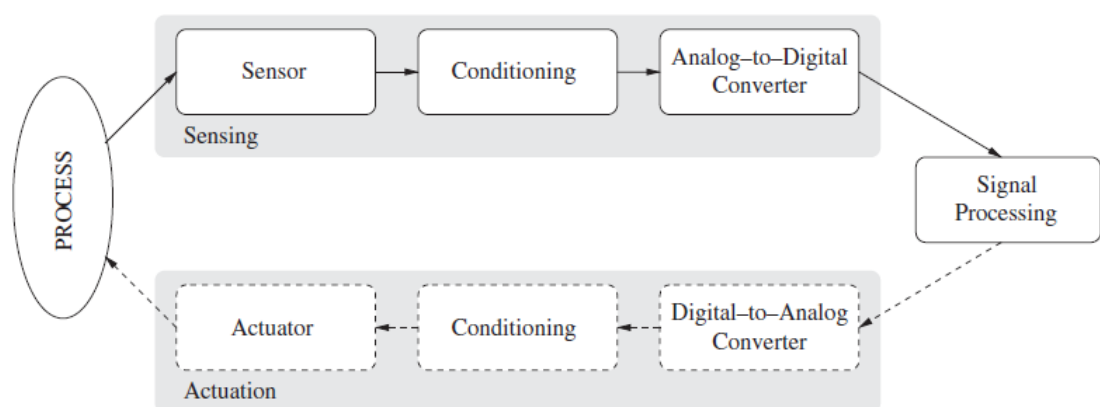 Sensor
Conditioning
Analog–to–Digital
Converter
Sensing
PROCESS
Signal
Processing
Actuator
Conditioning
Digital–to–Analog
Converter
Actuation